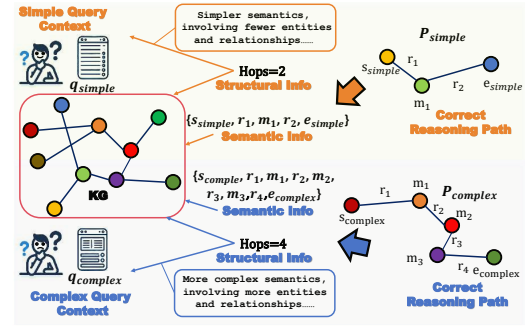 Simple Query
Context
q_simple
Simpler semantics,
involving fewer entities
and relationships……
Hops=2
Structural Info
{s_simple, r_1, m_1, r_2, e_simple}
Semantic Info
P_simple
s_simple
r_1
m_1
r_2
e_simple
Correct
Reasoning Path
KG
{s_comple, r_1, m_1, r_2, m_2,
r_3, m_3, r_4, e_complex}
Semantic Info
Hops=4
Structural Info
q_complex
Complex Query
Context
More complex semantics,
involving more entities
and relationships……
P_complex
s_complex
r_1
m_1
r_2
m_2
r_3
m_3
r_4
e_complex
Correct
Reasoning Path